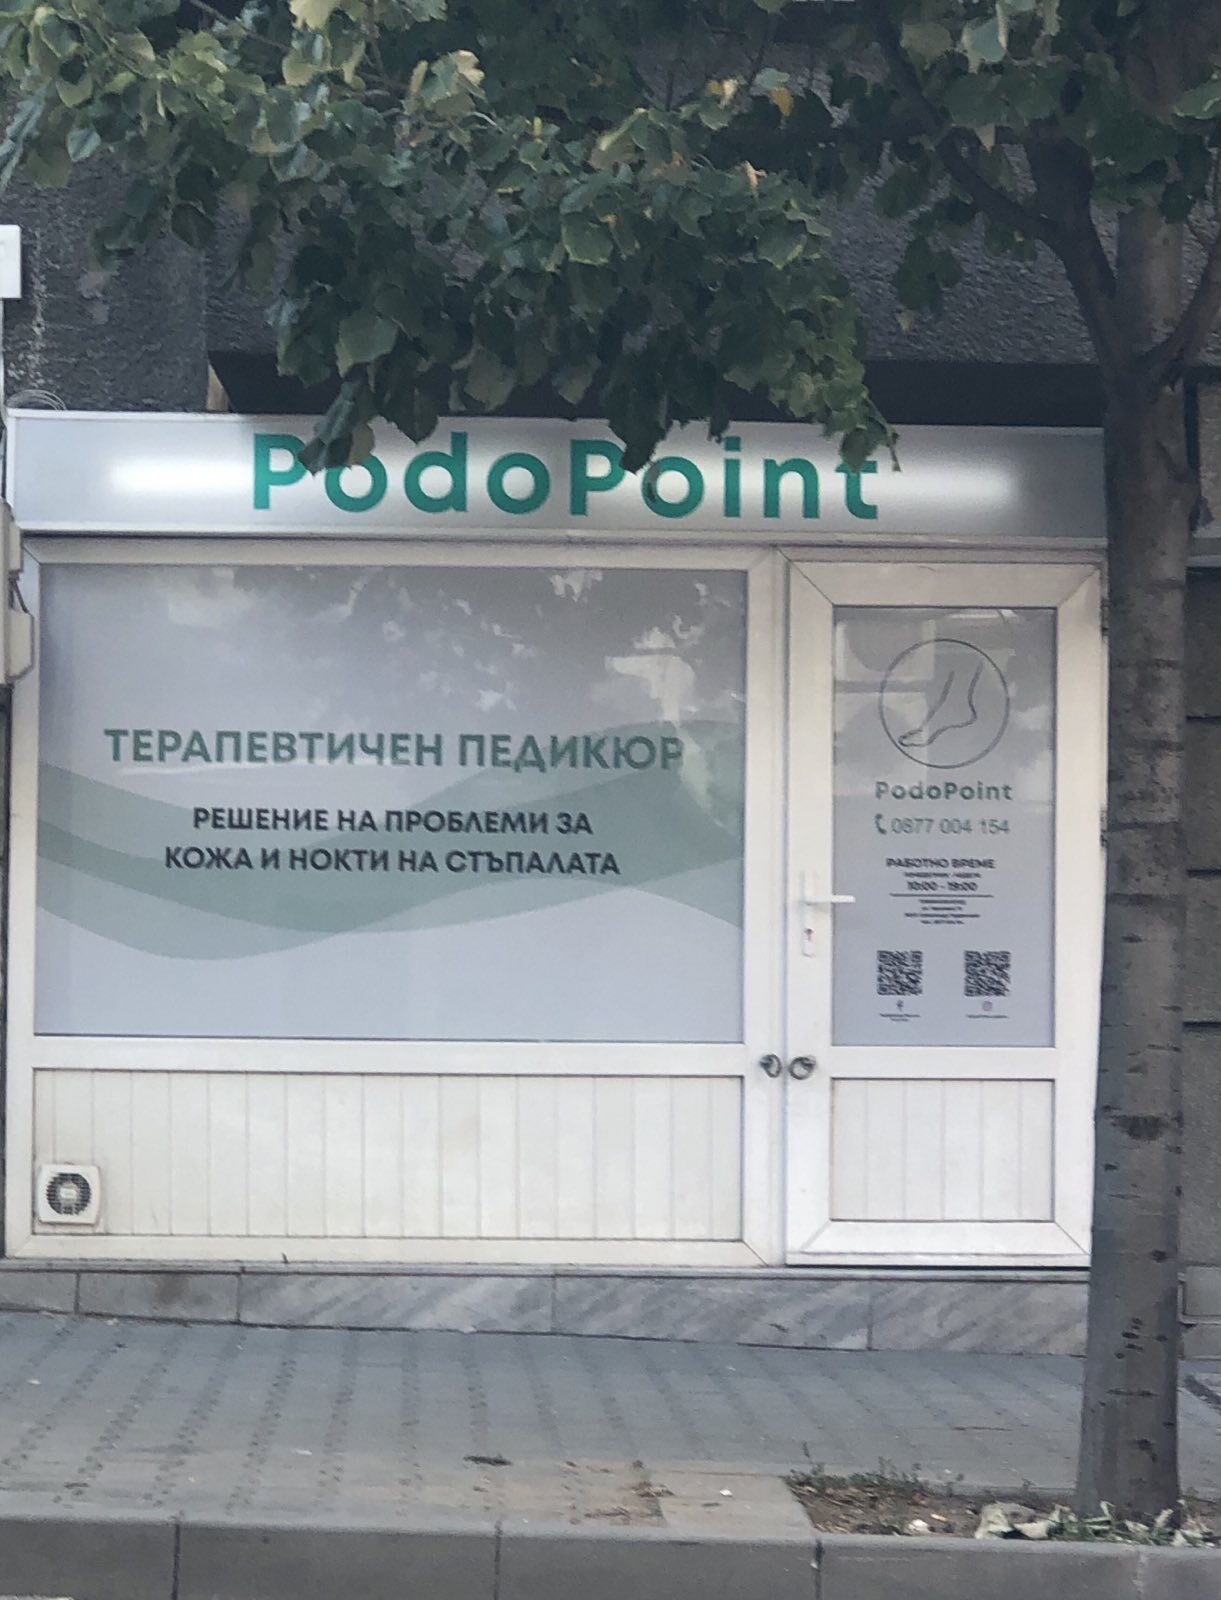 PodoPoint
ТЕРАПЕВТИЧЕН ПЕДИКЮР
РЕШЕНИЕ НА ПРОБЛЕМИ ЗА
КОЖА И НОКТИ НА СТЪПАЛАТА
PodoPoint
0877 004 154
РАБОТНО ВРЕМЕ
10:00 - 19:00